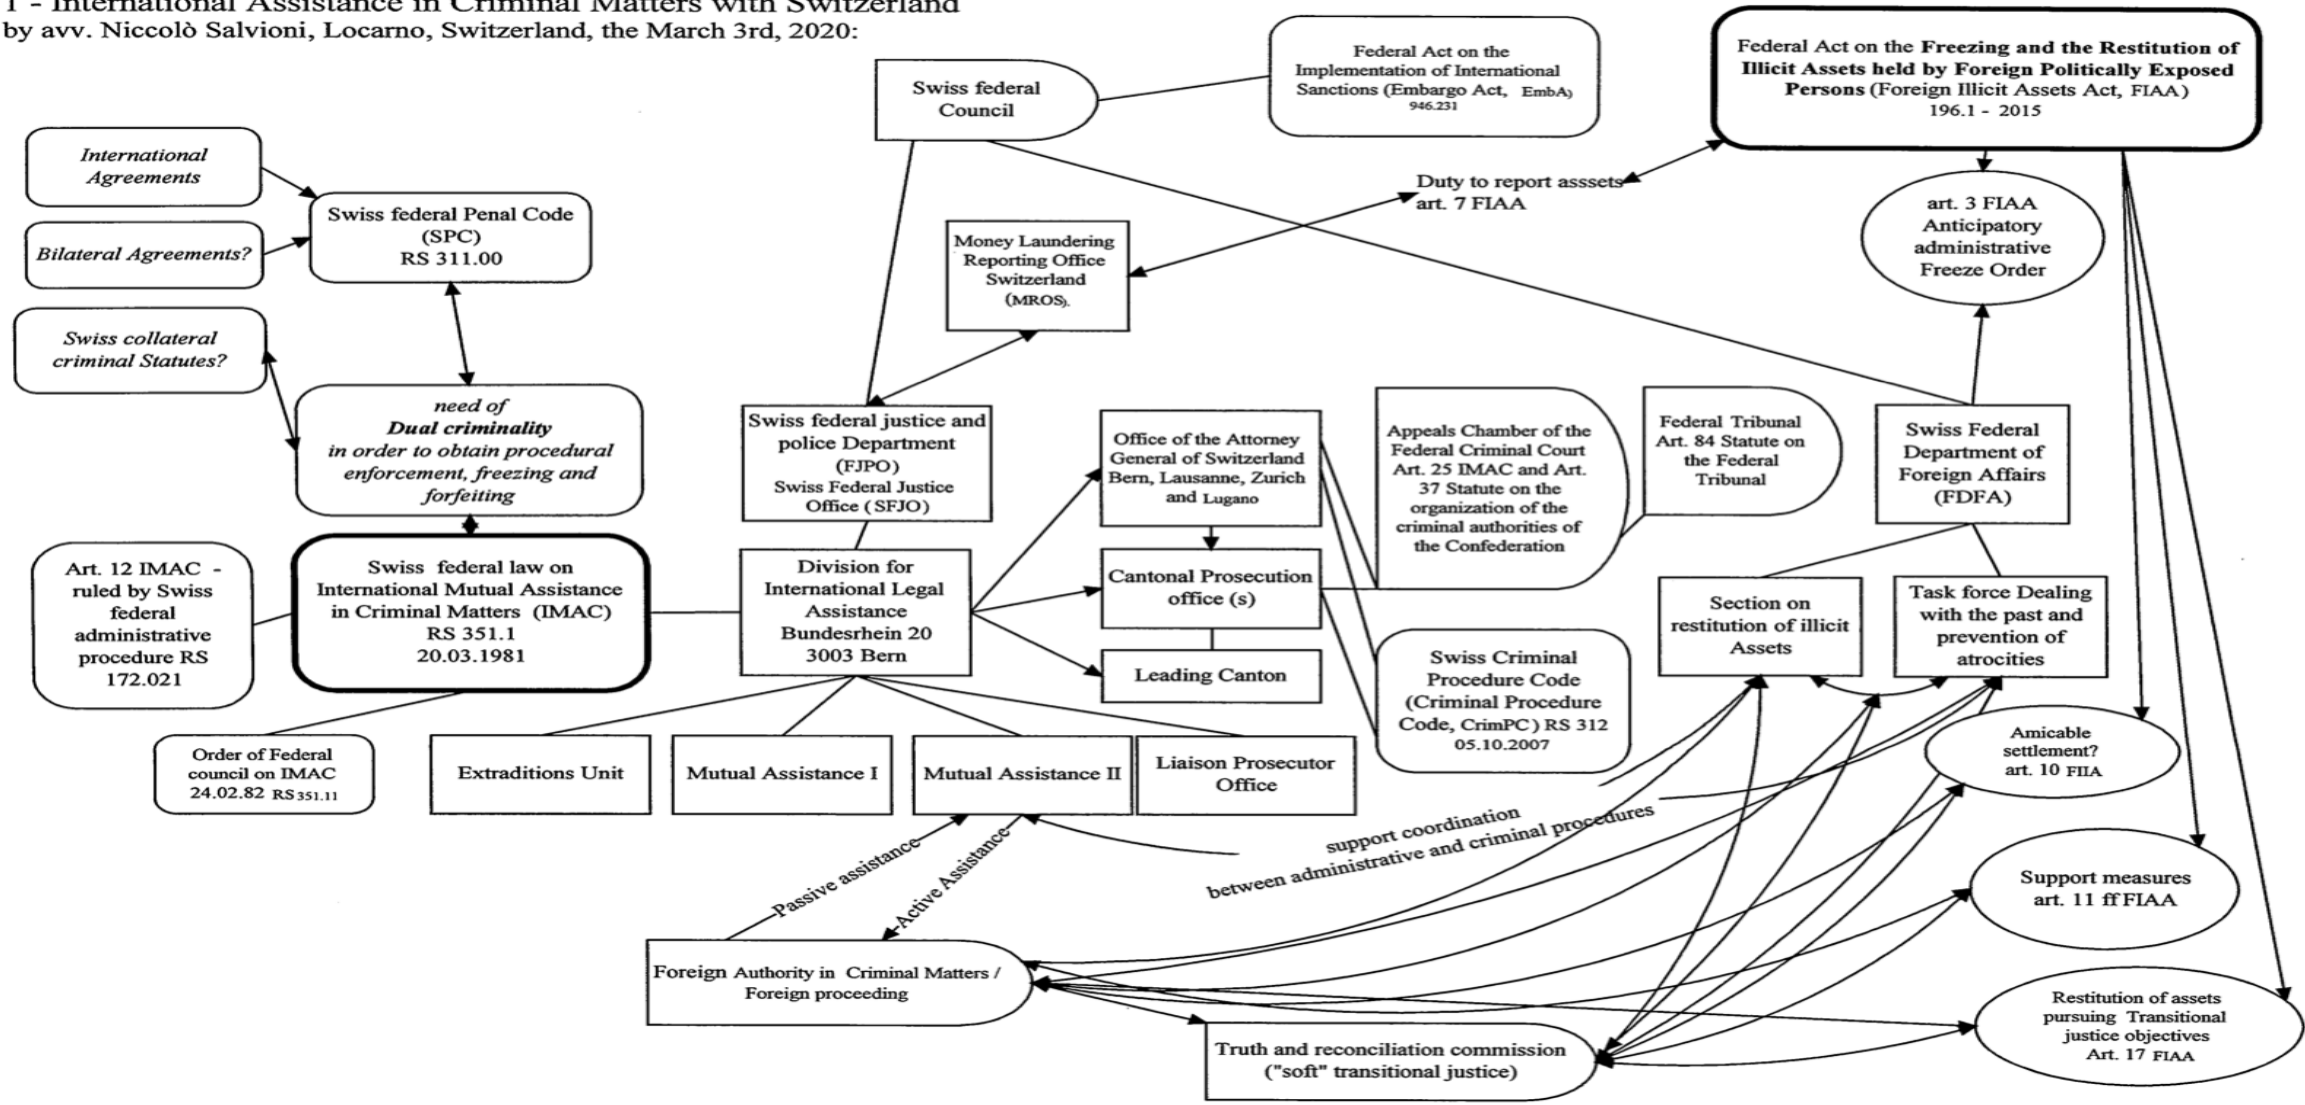 1 - International Assistance in Criminal Matters with Switzerland
by avv. Niccolò Salvioni, Locarno, Switzerland, the March 3rd, 2020:
Swiss federal
Council
Federal Act on the
Implementation of International
Sanctions (Embargo Act, EmbA)
946.231
Federal Act on the Freezing and the Restitution of
Illicit Assets held by Foreign Politically Exposed
Persons (Foreign Illicit Assets Act, FIAA)
196.1 - 2015
International
Agreements
Bilateral Agreements?
Swiss federal Penal Code
(SPC)
RS 311.00
Swiss collateral
criminal Statutes?
Duty to report asssets
art. 7 FIAA
art. 3 FIAA
Anticipatory
administrative
Freeze Order
Money Laundering
Reporting Office
Switzerland
(MROS).
need of
Dual criminality
in order to obtain procedural
enforcement, freezing and
forfeiting
Swiss federal justice and
police Department
(FJPO)
Swiss Federal Justice
Office (SFJO)
Office of the Attorney
General of Switzerland
Bern, Lausanne, Zurich
and Lugano
Appeals Chamber of the
Federal Criminal Court
Art. 25 IMAC and Art.
37 Statute on the
organization of the
criminal authorities of
the Confederation
Federal Tribunal
Art. 84 Statute on
the Federal
Tribunal
Swiss Federal
Department of
Foreign Affairs
(FDFA)
Art. 12 IMAC -
ruled by Swiss
federal
administrative
procedure RS
172.021
Swiss federal law on
International Mutual Assistance
in Criminal Matters (IMAC)
RS 351.1
20.03.1981
Division for
International Legal
Assistance
Bundesrhein 20
3003 Bern
Cantonal Prosecution
office (s)
Leading Canton
Swiss Criminal
Procedure Code
(Criminal Procedure
Code, CrimPC) RS 312
05.10.2007
Section on
restitution of illicit
Assets
Task force Dealing
with the past and
prevention of
atrocities
Order of Federal
council on IMAC
24.02.82 RS 351.11
Extraditions Unit
Mutual Assistance I
Mutual Assistance II
Liaison Prosecutor
Office
Amicable
settlement?
art. 10 FIIA
support coordination
between administrative and criminal procedures
Passive assistance
Active Assistance
Support measures
art. 11 ff FIAA
Foreign Authority in Criminal Matters /
Foreign proceeding
Restitution of assets
pursuing Transitional
justice objectives
Art. 17 FIAA
Truth and reconciliation commission
("soft" transitional justice)